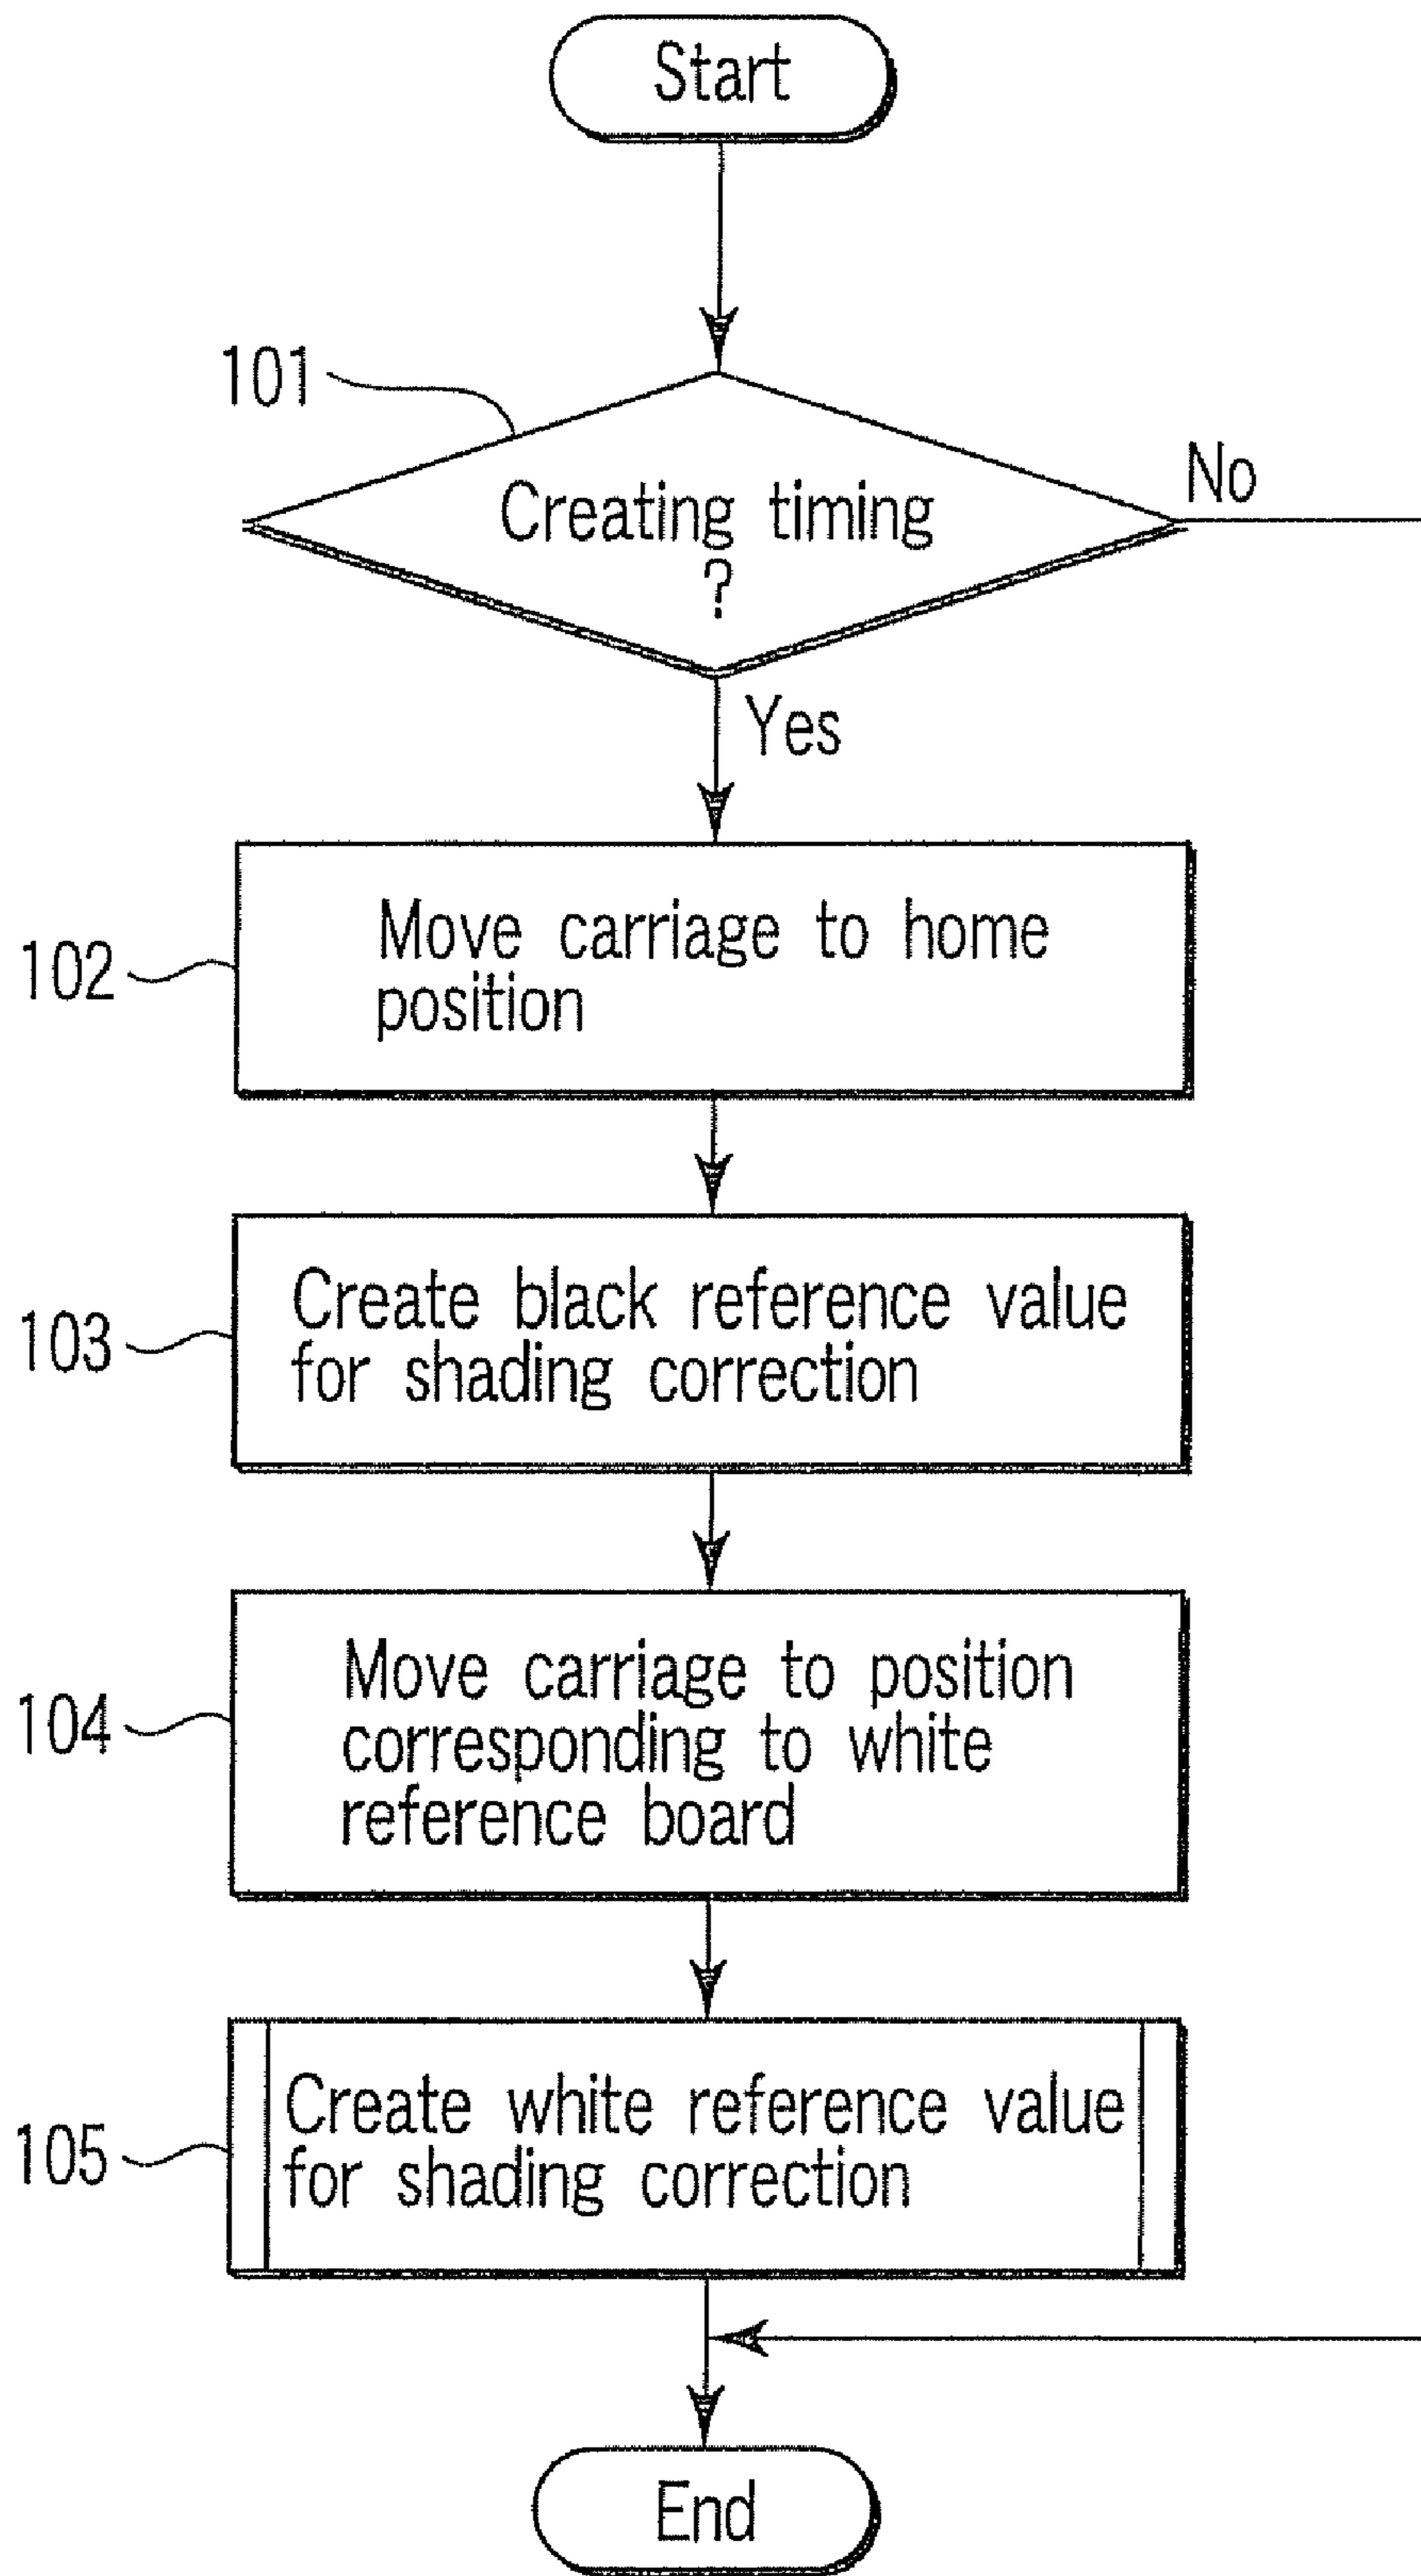 Start
101
Creating timing
?
No
Yes
102
Move carriage to home
position
103
Create black reference value
for shading correction
104
Move carriage to position
corresponding to white
reference board
105
Create white reference value
for shading correction
End